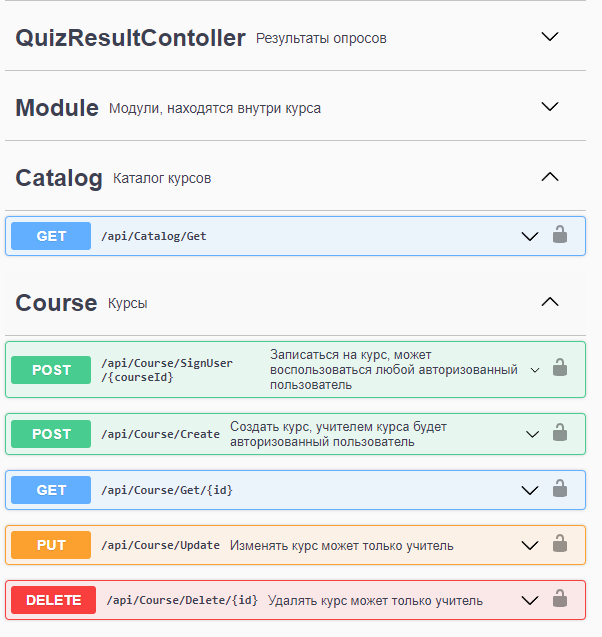 QuizResultContoller Результаты опросов
Module Модули, находятся внутри курса
Catalog Каталог курсов
GET /api/Catalog/Get
Course Курсы
POST /api/Course/SignUser
/{courseId}
Записаться на курс, может
воспользоваться любой авторизованный
пользователь
POST /api/Course/Create
Создать курс, учителем курса будет
авторизованный пользователь
GET /api/Course/Get/{id}
PUT /api/Course/Update Изменять курс может только учитель
DELETE /api/Course/Delete/{id} Удалять курс может только учитель